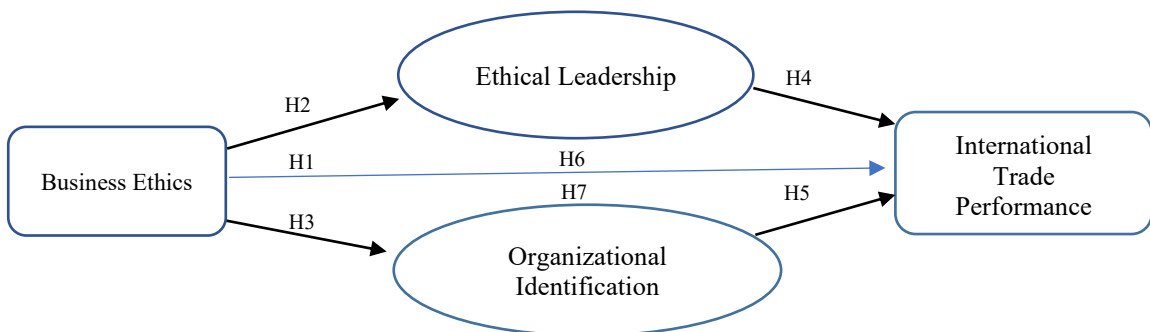 Ethical Leadership
H4
H2
International
Trade
Performance
Business Ethics
H1
H6
H7
H5
H3
Organizational
Identification